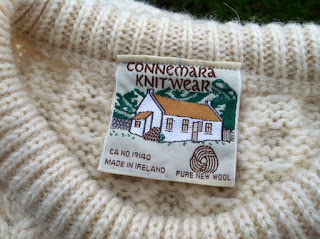 CONNEMARA
KNITWEAR
CA NO 19140
MADE IN IRELAND
PURE NEW WOOL